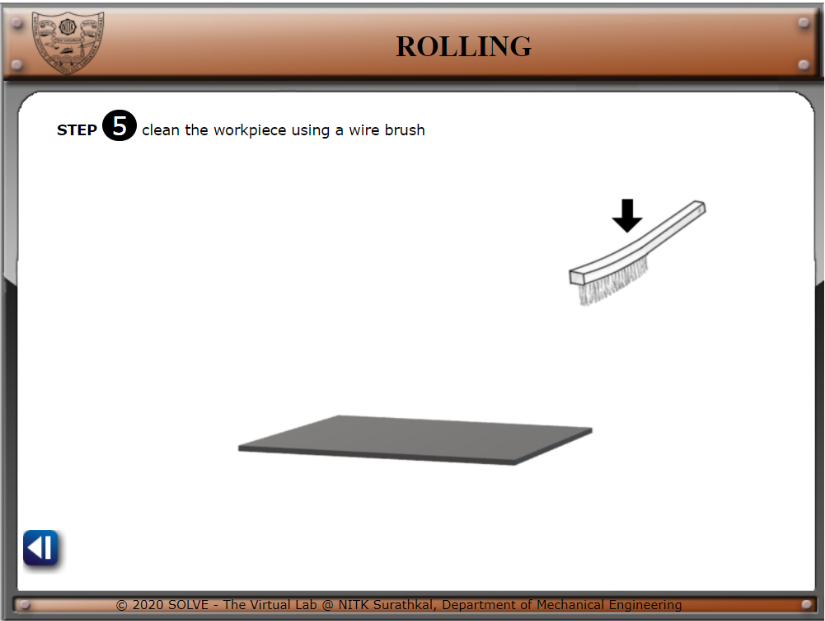 NITK
ROLLING
STEP 5 clean the workpiece using a wire brush
© 2020 SOLVE - The Virtual Lab @ NITK Surathkal, Department of Mechanical Engineering